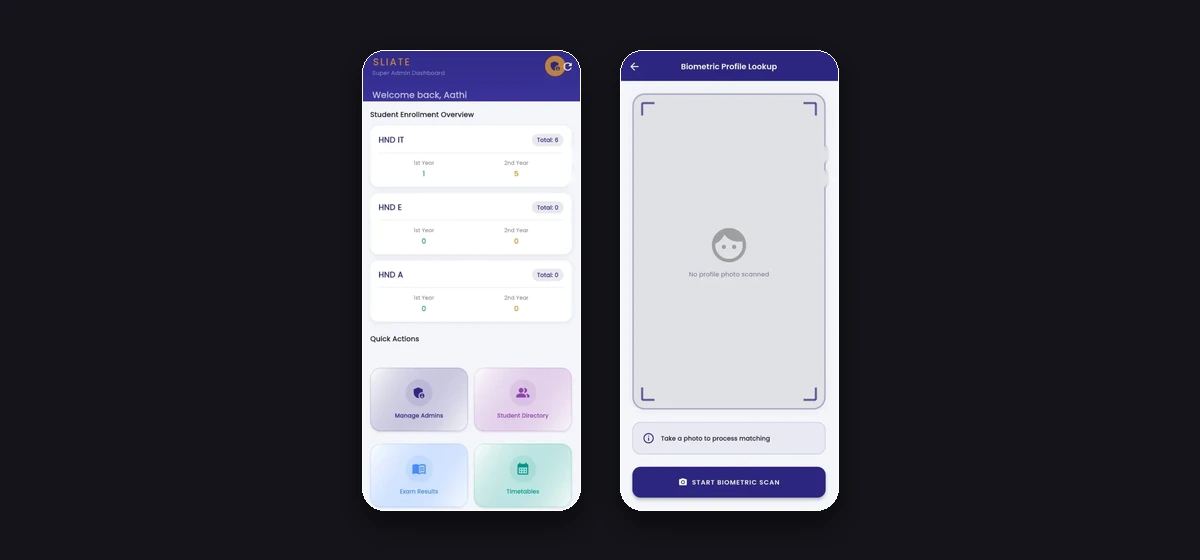 SLIATE
Super Admin Dashboard
Welcome back, Aathi
Student Enrollment Overview
HND IT
Total: 6
1st Year
2nd Year
1
5
HND E
Total: 0
1st Year
2nd Year
0
0
HND A
Total: 0
1st Year
2nd Year
0
0
Quick Actions
Manage Admins
Student Directory
Exam Results
Timetables
Biometric Profile Lookup
No profile photo scanned
Take a photo to process matching
START BIOMETRIC SCAN